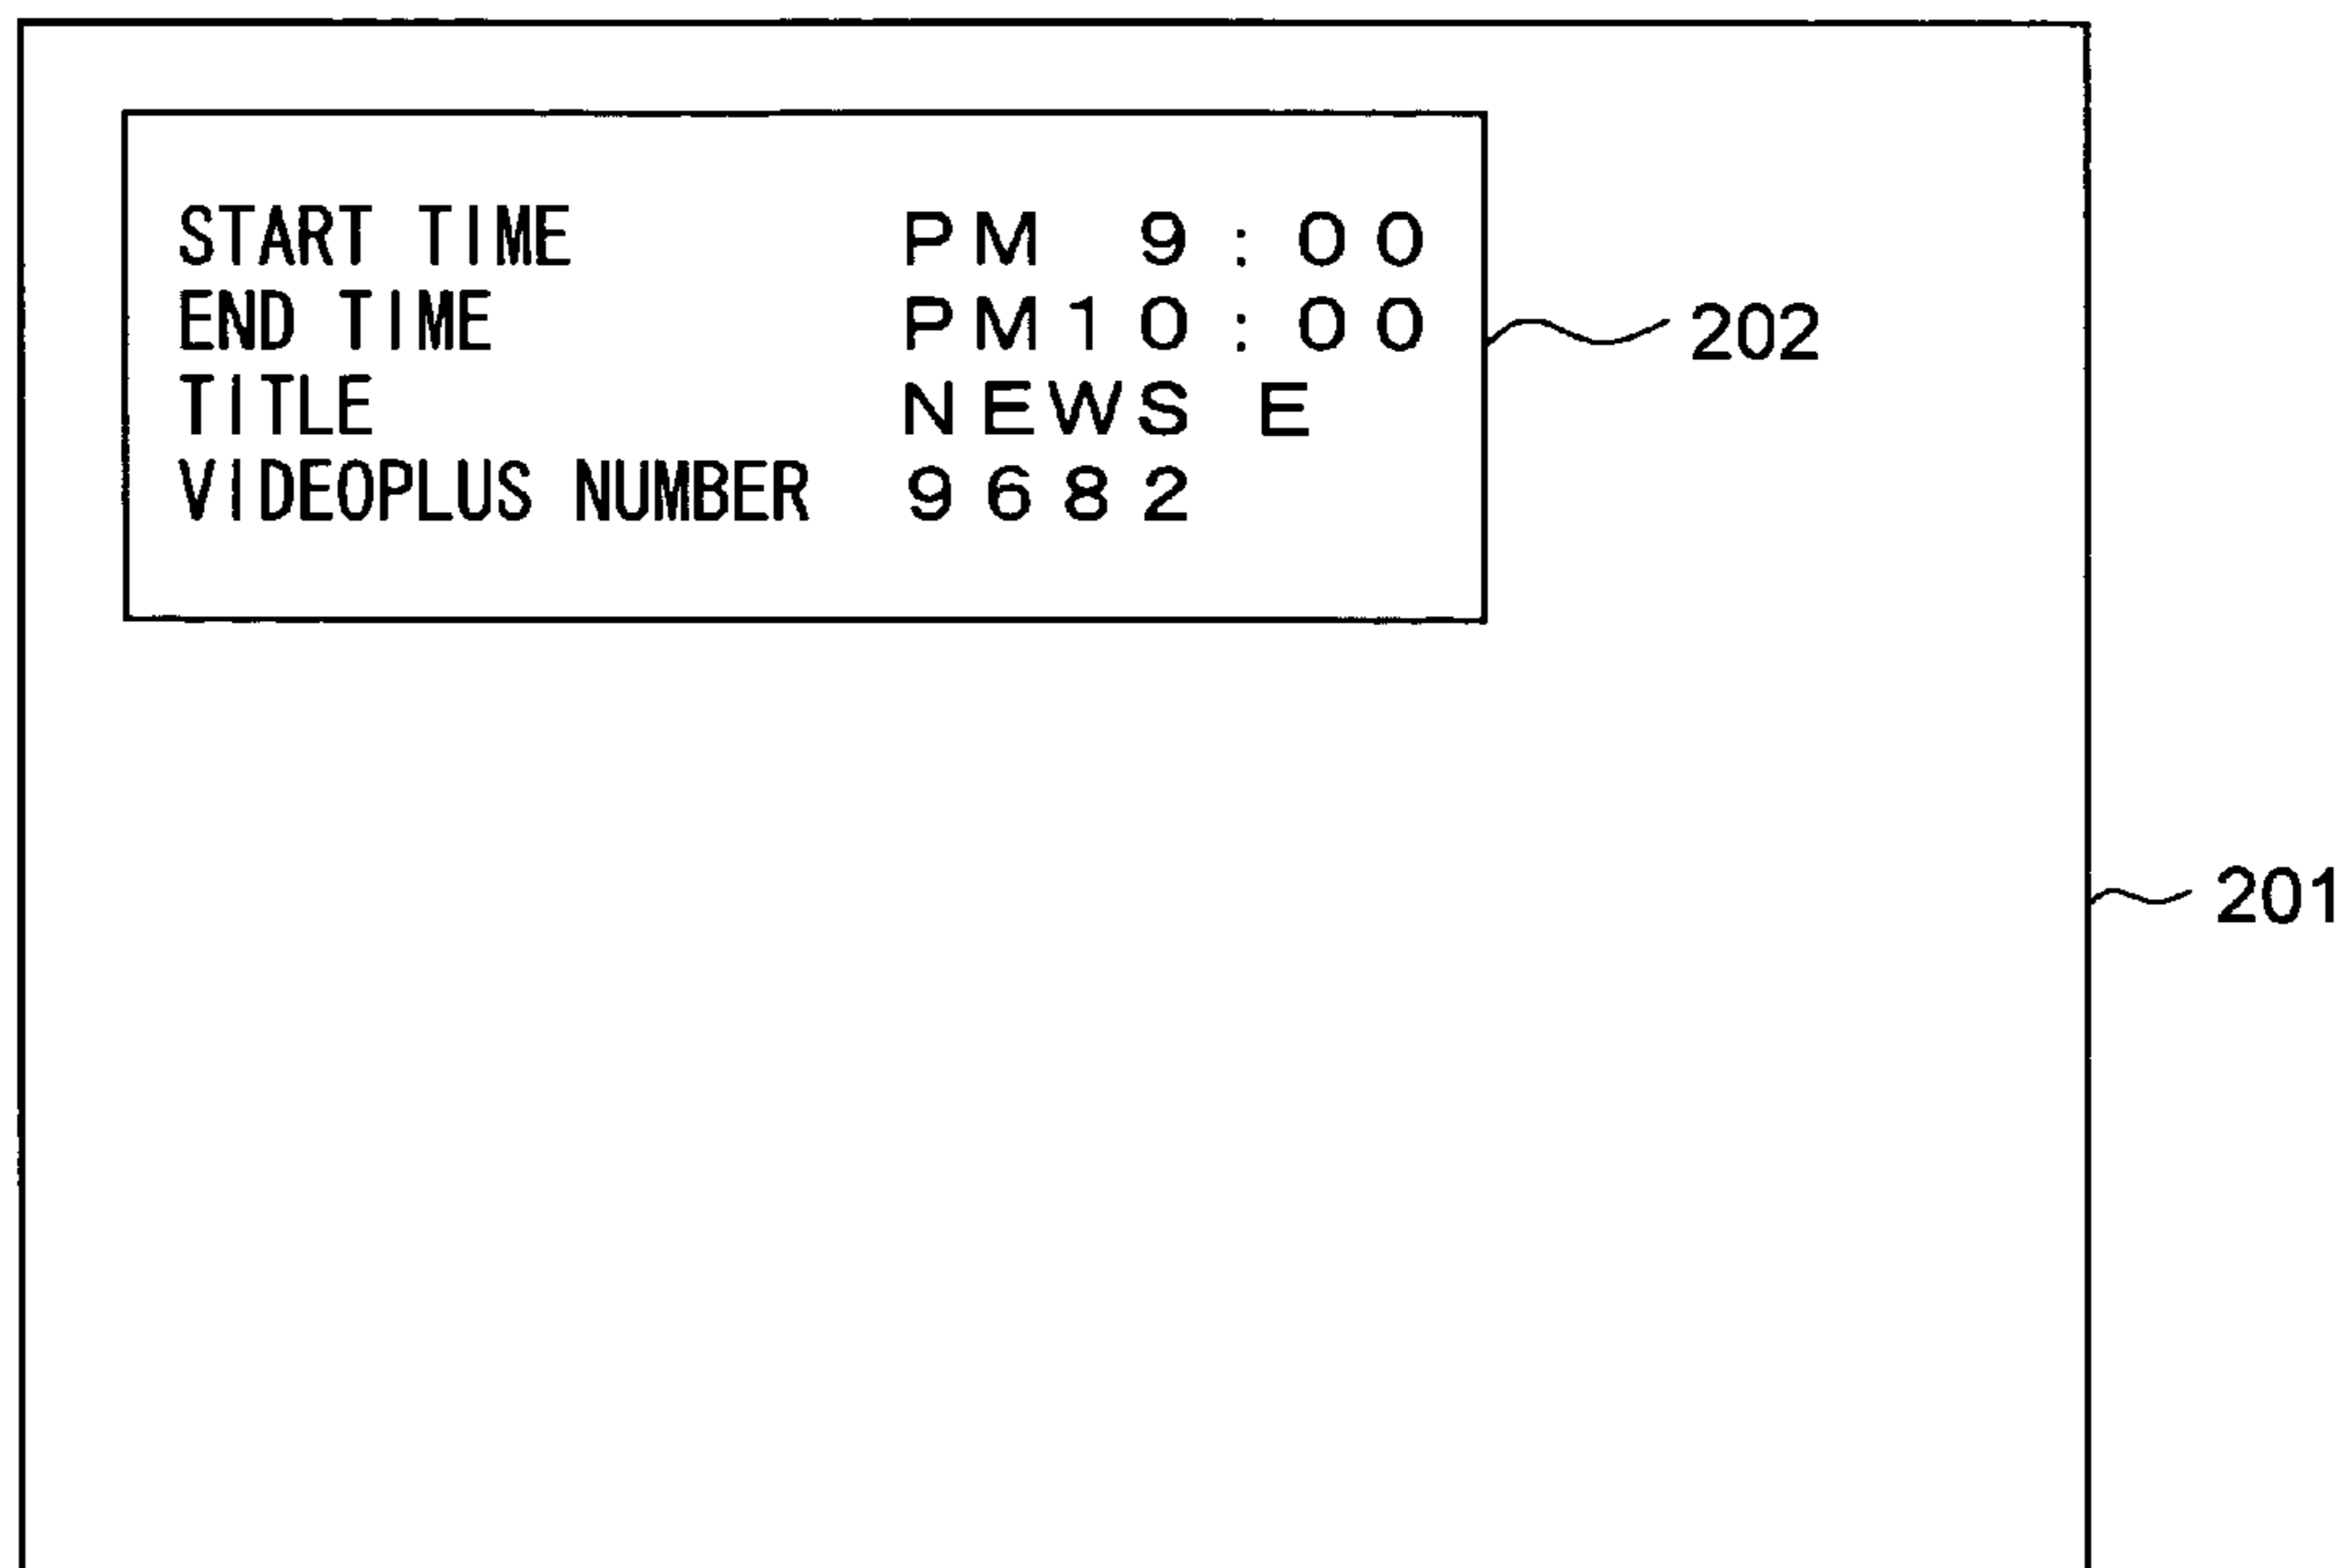 START TIME PM 9:00
END TIME PM10:00
TITLE NEWS E
VIDEOPLUS NUMBER 9682
202
201